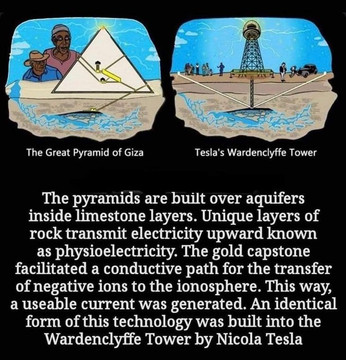 The Great Pyramid of Giza
Tesla's Wardenclyffe Tower
The pyramids are built over aquifers
inside limestone layers. Unique layers of
rock transmit electricity upward known
as physioelectricity. The gold capstone
facilitated a conductive path for the transfer
of negative ions to the ionosphere. This way,
a useable current was generated. An identical
form of this technology was built into the
Wardenclyffe Tower by Nicola Tesla